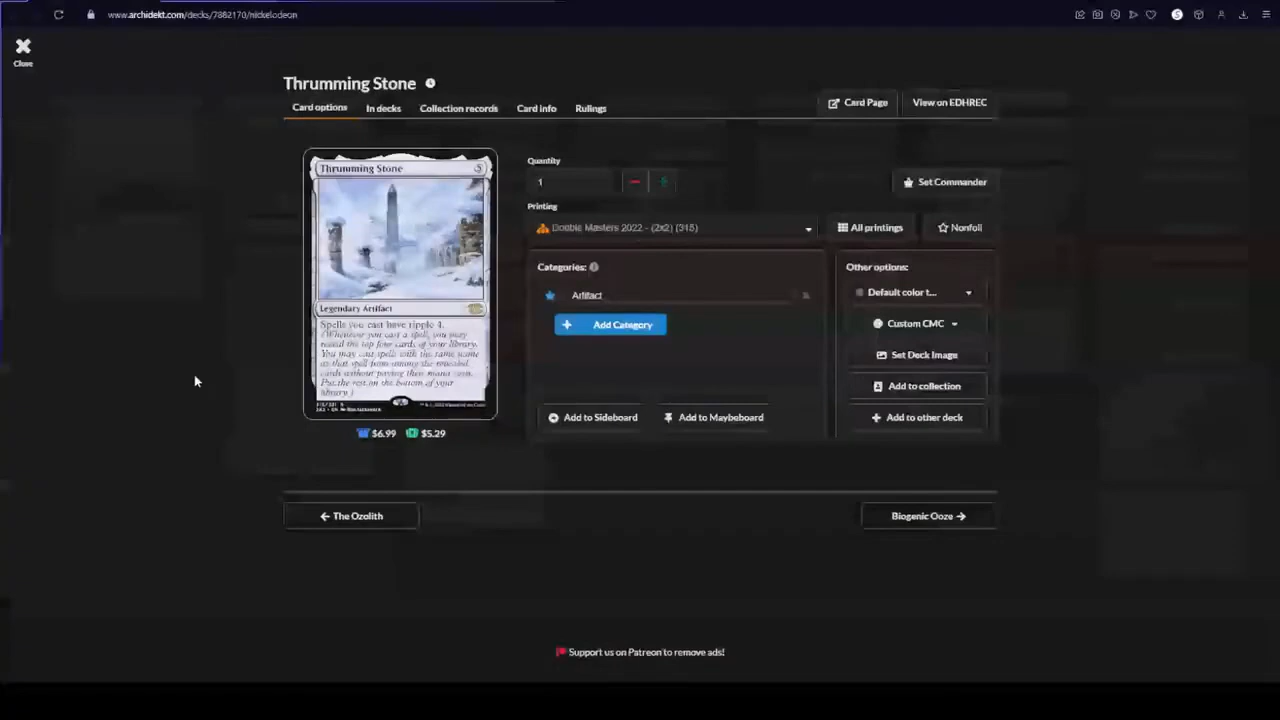 www.archidekt.com/decks/7882170/nickelodeon
Close
Thrumming Stone
Card options
In decks
Collection records
Card info
Rulings
Card Page
View on EDHREC
Thrumming Stone 5
Legendary Artifact
Spells you cast have ripple 4.
(Whenever you cast a spell, you may
reveal the top four cards of your library.
You may cast spells with the same name
as that spell from among the revealed
cards without paying their mana costs.
Put the rest on the bottom of your
library.)
$6.99 $5.29
Quantity
1
Set Commander
Printing
Double Masters 2022 - (2x2) (315)
All printings
Nonfoil
Categories:
Artifact
Add Category
Add to Sideboard
Add to Maybeboard
Other options:
Default color t...
Custom CMC
Set Deck Image
Add to collection
Add to other deck
The Ozolith
Biogenic Ooze
Support us on Patreon to remove ads!